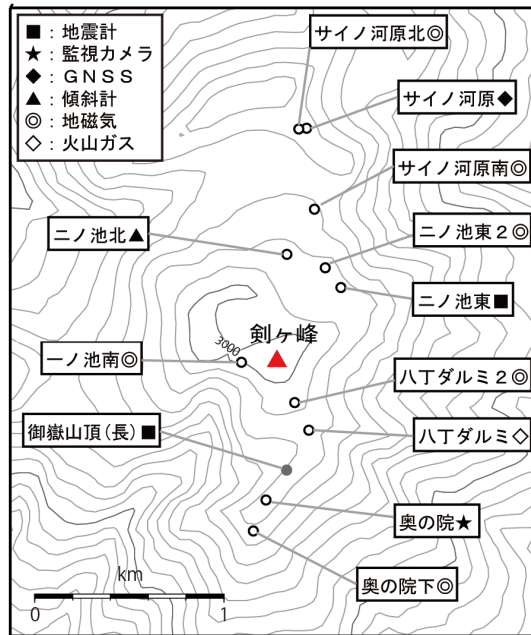 ■：地震計
★：監視カメラ
◆：ＧＮＳＳ
▲：傾斜計
◎：地磁気
◇：火山ガス
サイノ河原北◎
サイノ河原◆
サイノ河原南◎
二ノ池北▲
二ノ池東２◎
二ノ池東■
剣ヶ峰
3000
一ノ池南◎
八丁ダルミ２◎
御嶽山頂(長)■
八丁ダルミ◇
奥の院★
奥の院下◎
km
0 1